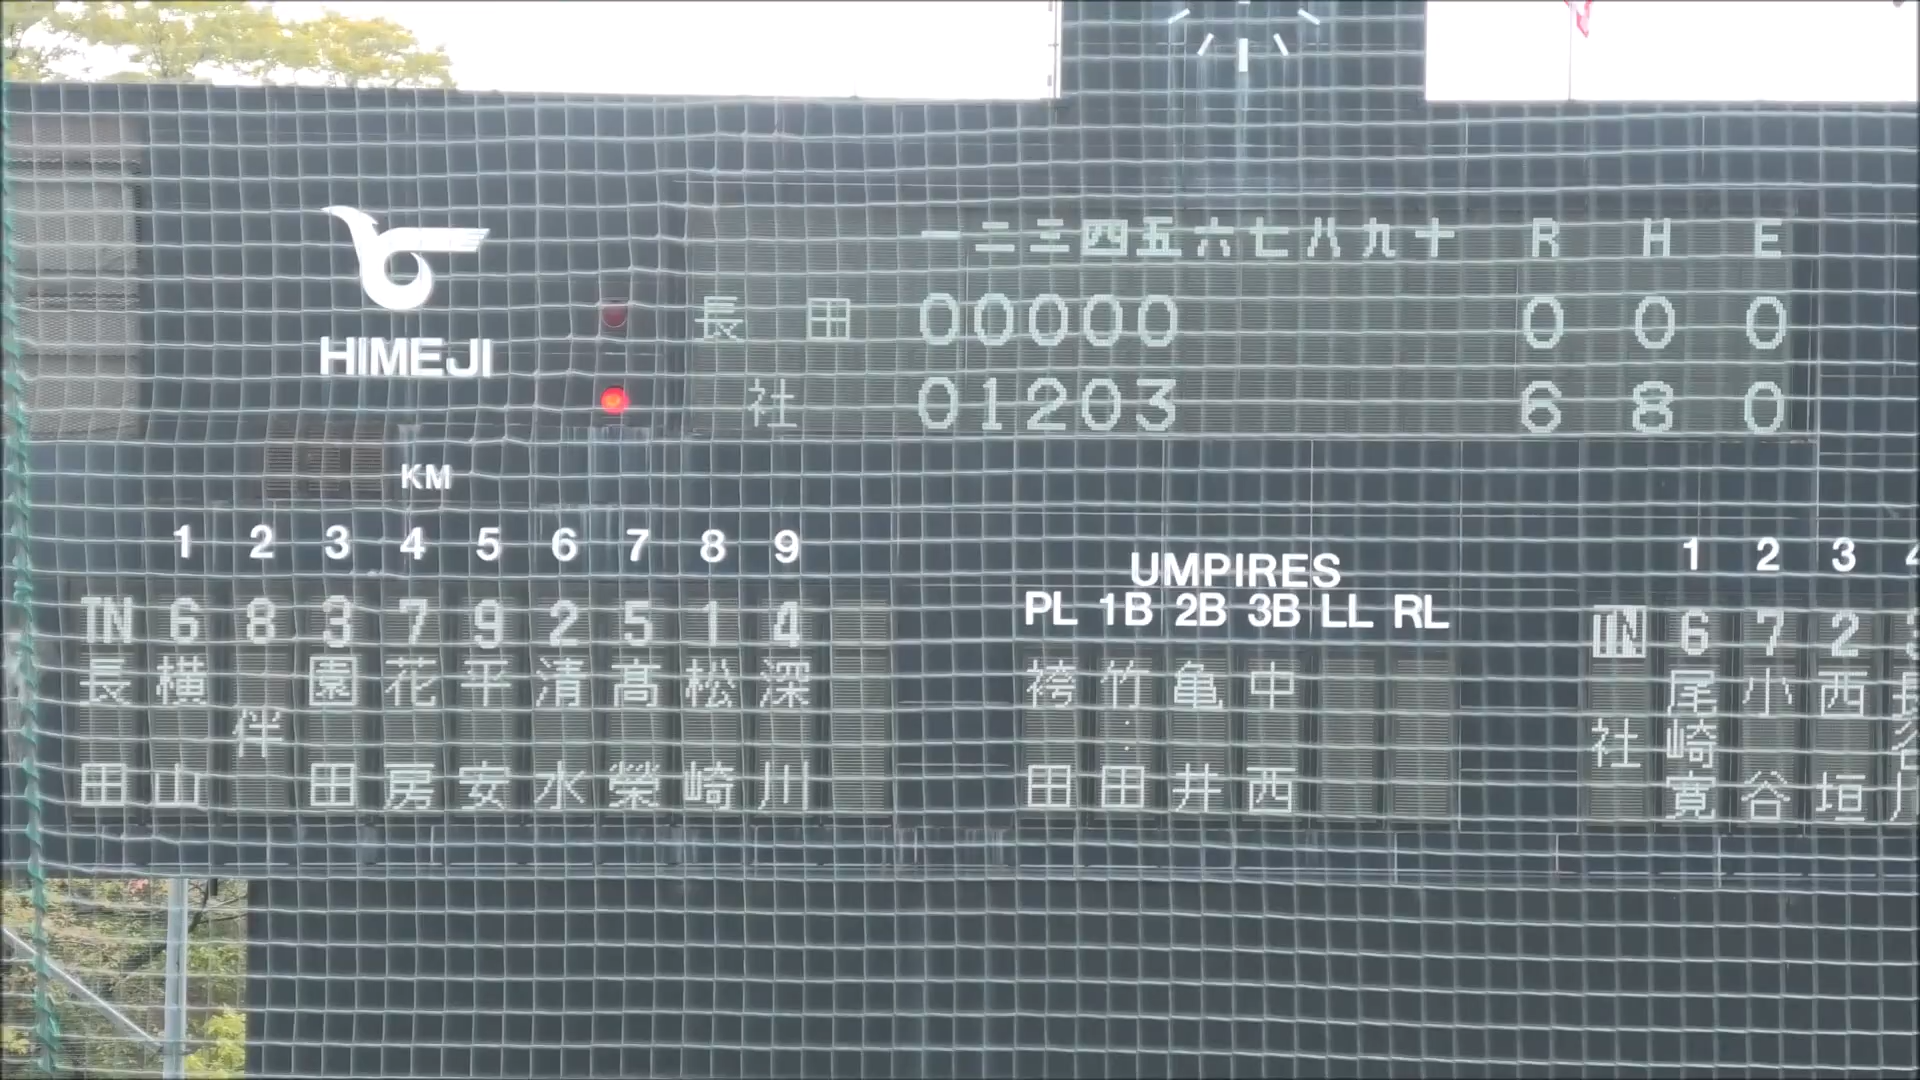 一二三四五六七八九十 R H E
長田 00000 0 0 0
HIMEJI
社 01203 6 8 0
KM
1 2 3 4 5 6 7 8 9
UMPIRES
1 2 3
PL 1B 2B 3B LL RL
TN 6 8 3 7 9 2 5 1 4
長田 横山 伴 園田 花房 平安 清水 髙榮 松崎 深川
袴田 竹田 亀井 中西
IN 6 7 2
社 尾崎寛 小谷 西垣